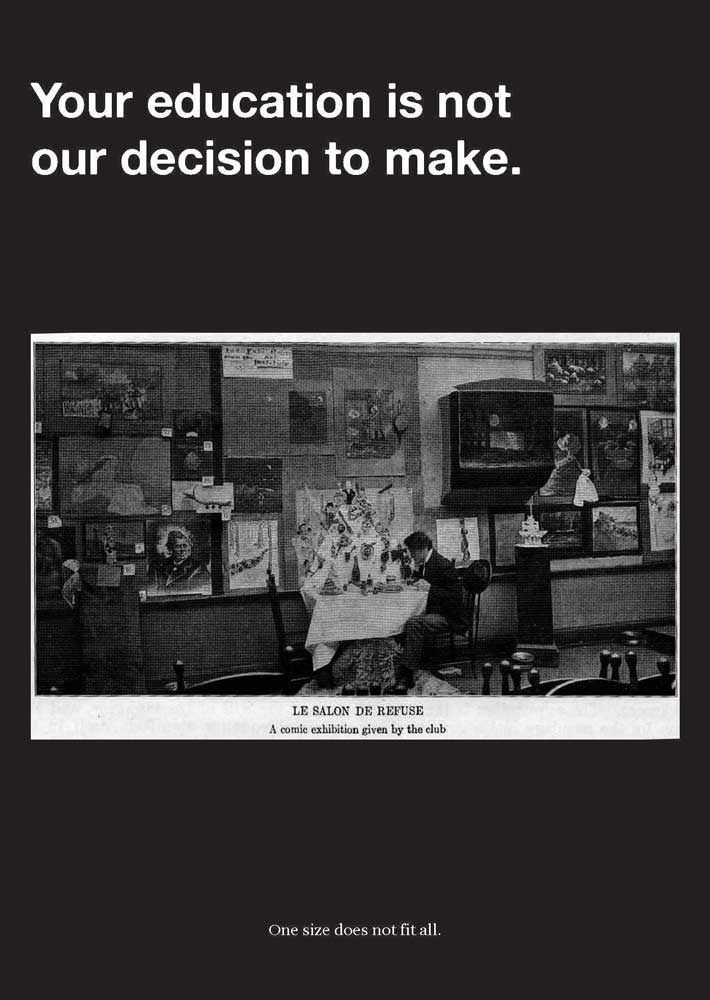 Your education is not
our decision to make.
LE SALON DE REFUSE
A comic exhibition given by the club
One size does not fit all.